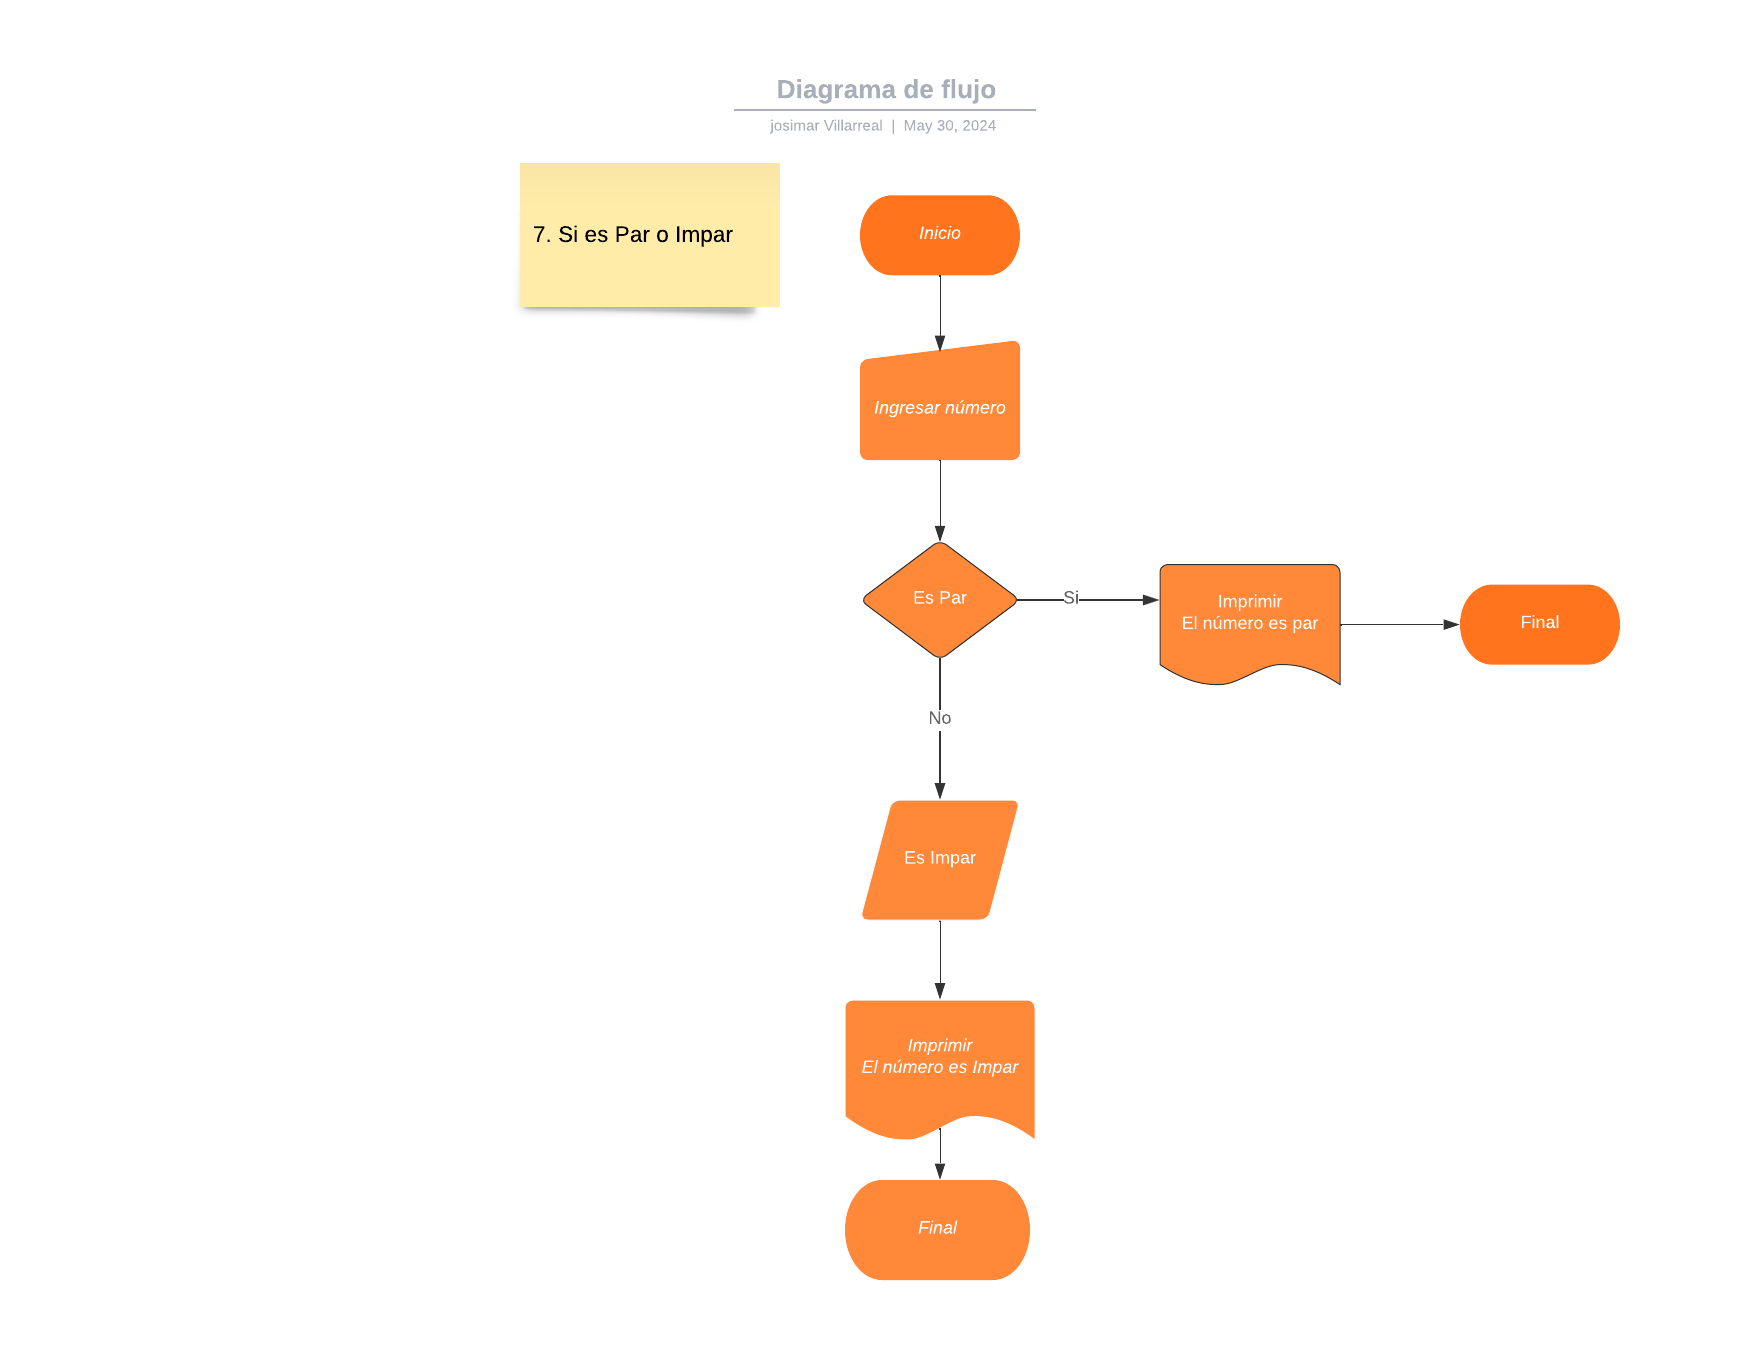 Diagrama de flujo
josimar Villarreal | May 30, 2024
7. Si es Par o Impar
Inicio
Ingresar número
Es Par
Si
Imprimir
El número es par
Final
No
Es Impar
Imprimir
El número es Impar
Final